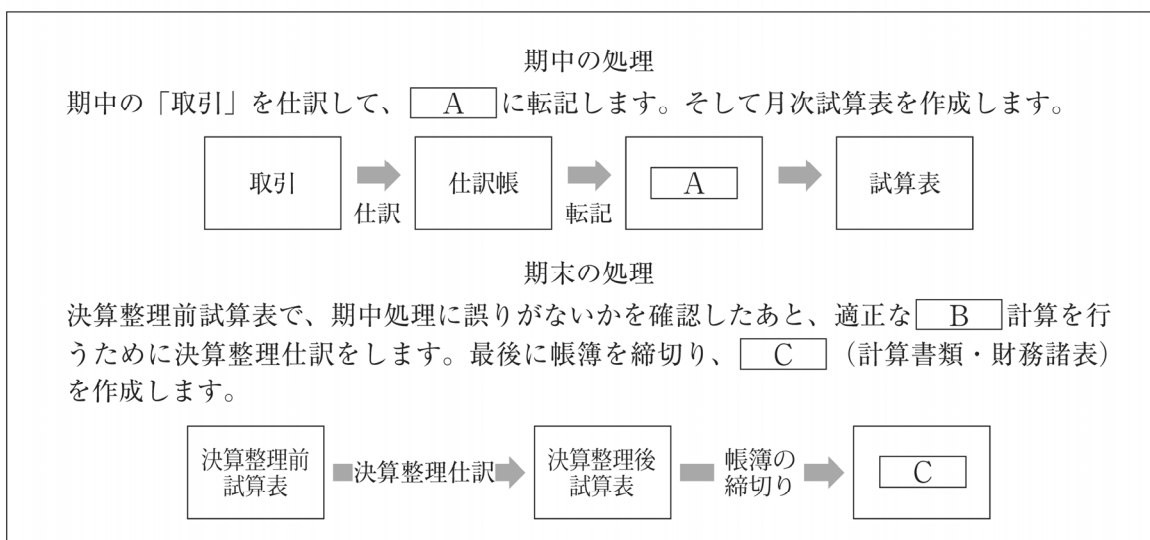 期中の処理
期中の「取引」を仕訳して、 A に転記します。そして月次試算表を作成します。
取引
仕訳
仕訳帳
転記
A
試算表
期末の処理
決算整理前試算表で、期中処理に誤りがないかを確認したあと、適正な B 計算を行
うために決算整理仕訳をします。最後に帳簿を締切り、 C （計算書類・財務諸表）
を作成します。
決算整理前
試算表
決算整理仕訳
決算整理後
試算表
帳簿の
締切り
C